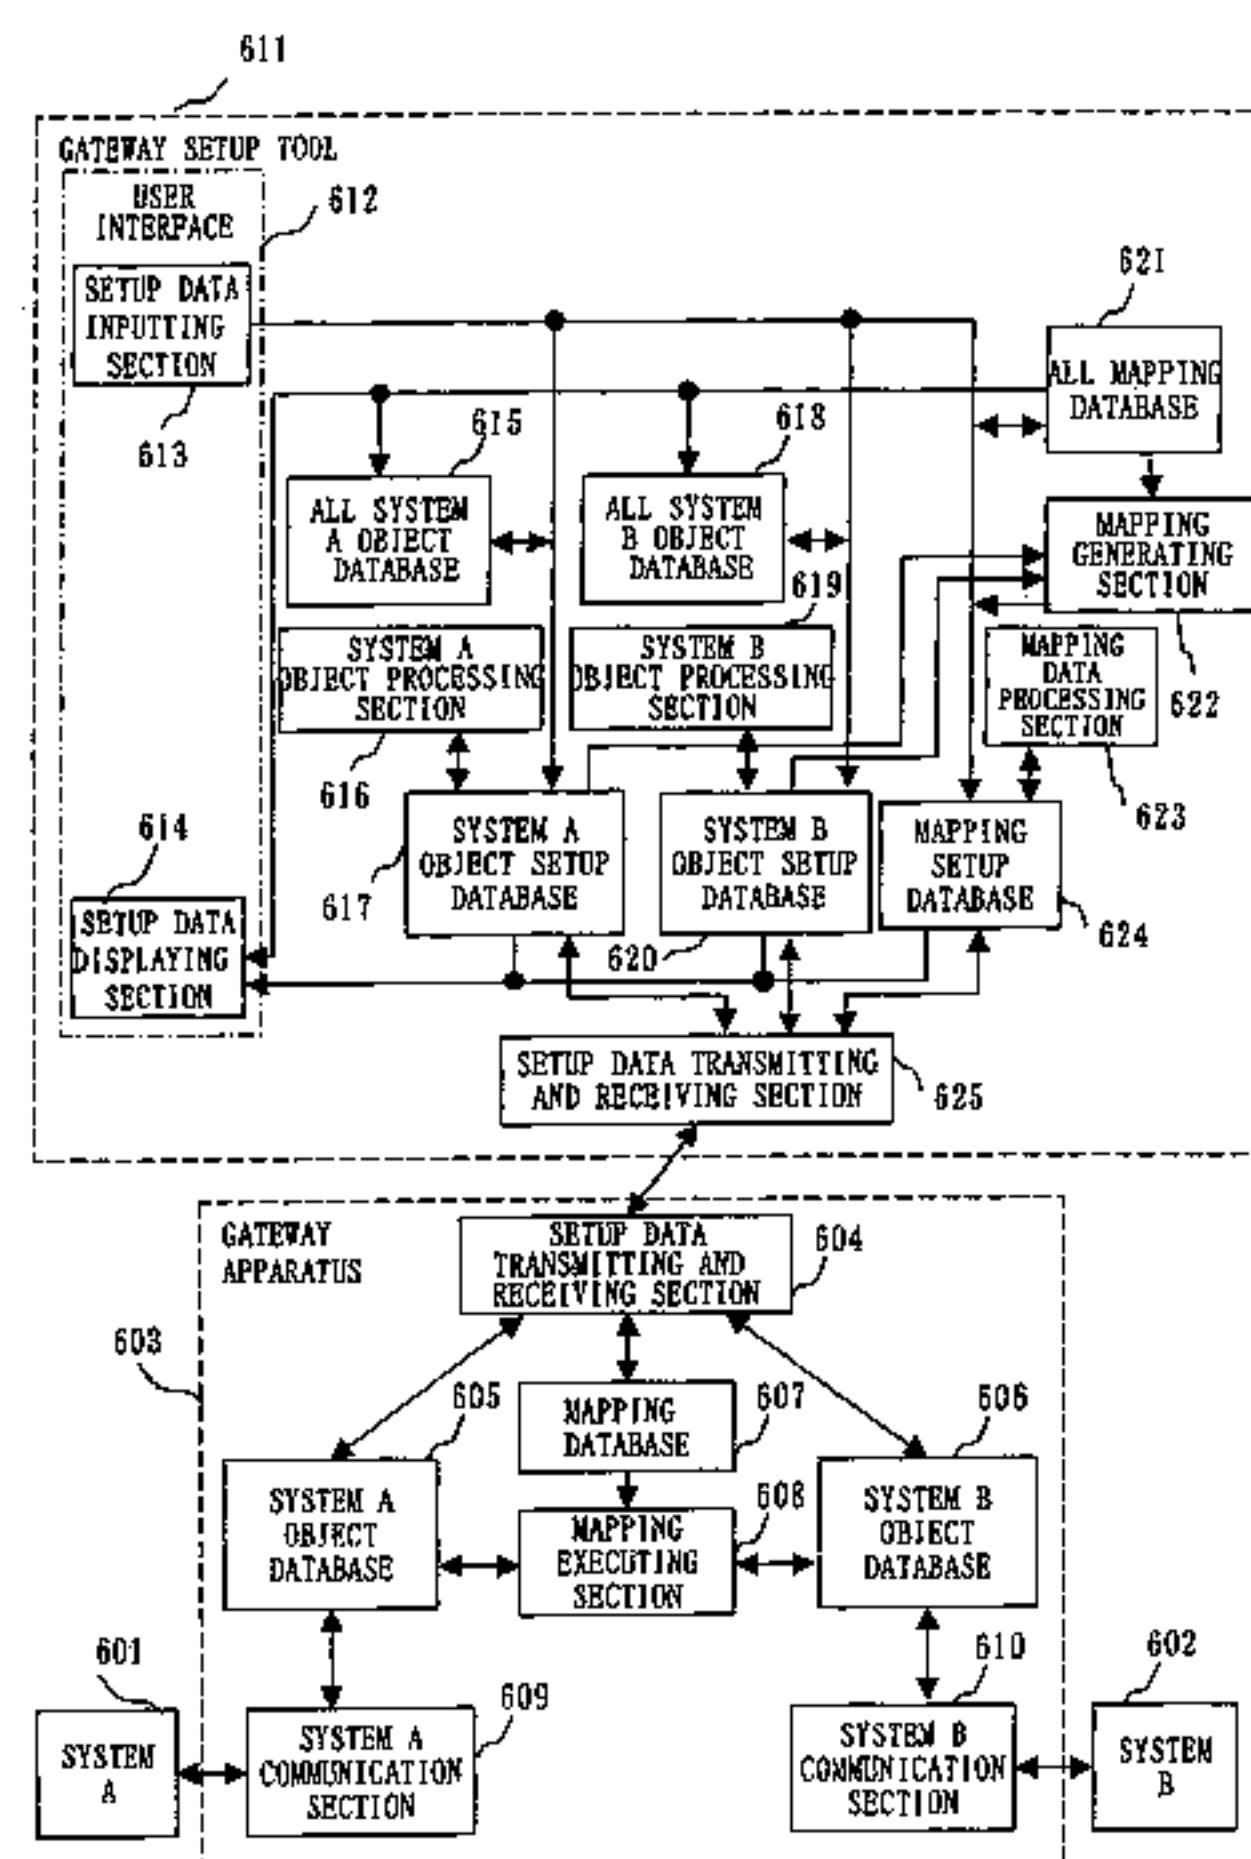 611
GATEWAY SETUP TOOL
USER
INTERFACE
612
SETUP DATA
INPUTTING
SECTION
613
621
ALL MAPPING
DATABASE
615
618
ALL SYSTEM
A OBJECT
DATABASE
ALL SYSTEM
B OBJECT
DATABASE
MAPPING
GENERATING
SECTION
619
SYSTEM A
OBJECT PROCESSING
SECTION
SYSTEM B
OBJECT PROCESSING
SECTION
MAPPING
DATA
PROCESSING
SECTION
622
616
623
614
SYSTEM A
OBJECT SETUP
DATABASE
SYSTEM B
OBJECT SETUP
DATABASE
MAPPING
SETUP
DATABASE
617
620
624
SETUP DATA
DISPLAYING
SECTION
SETUP DATA TRANSMITTING
AND RECEIVING SECTION
625
GATEWAY
APPARATUS
SETUP DATA
TRANSMITTING AND
RECEIVING SECTION
604
603
605
MAPPING
DATABASE
607
606
SYSTEM A
OBJECT
DATABASE
MAPPING
EXECUTING
SECTION
608
SYSTEM B
OBJECT
DATABASE
601
609
610
602
SYSTEM
A
SYSTEM A
COMMUNICATION
SECTION
SYSTEM B
COMMUNICATION
SECTION
SYSTEM
B